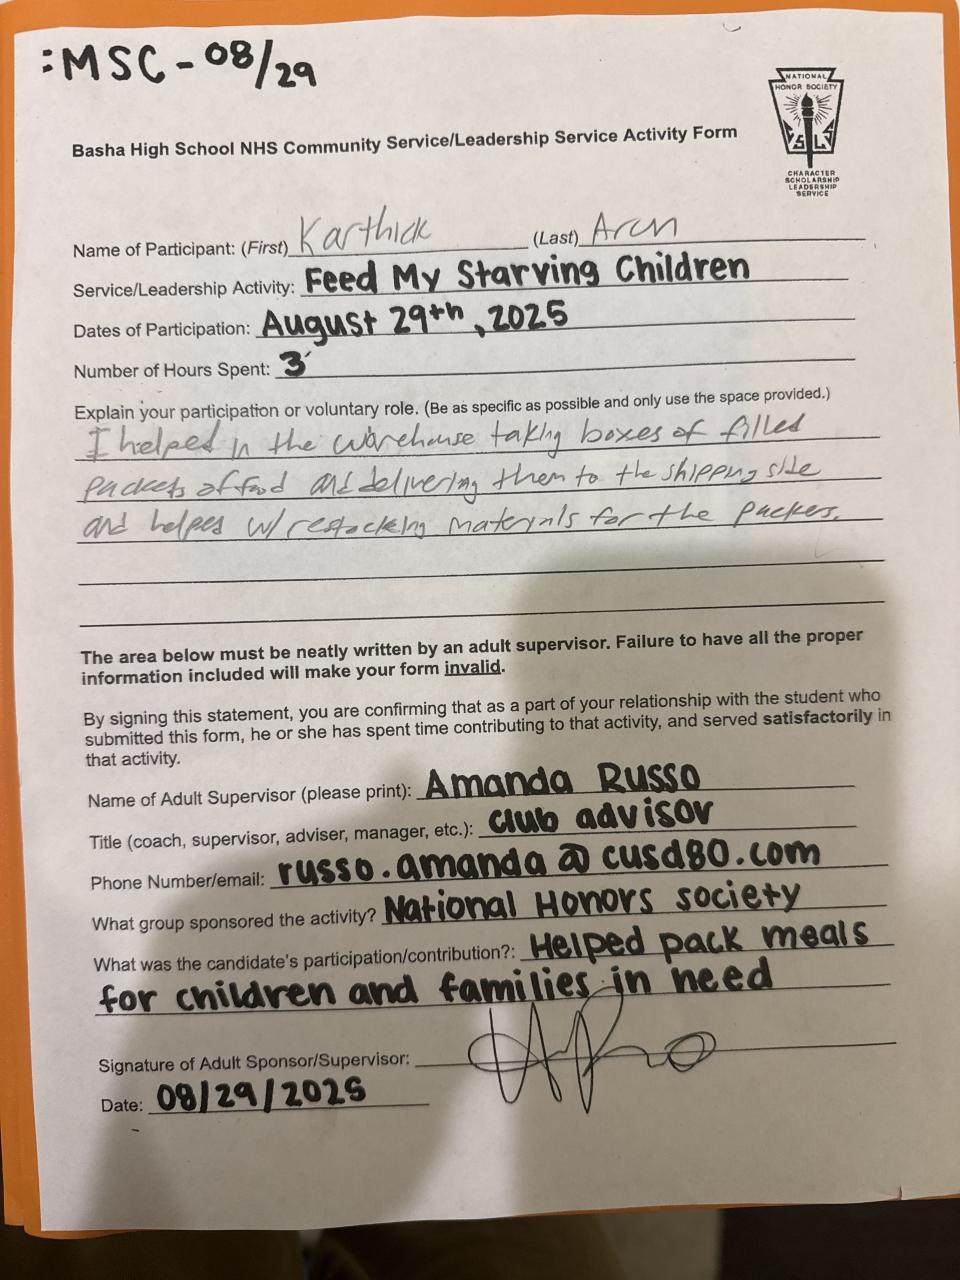 :MSC - 08/29
NATIONAL
HONOR SOCIETY
S L S
CHARACTER
SCHOLARSHIP
LEADERSHIP
SERVICE
Basha High School NHS Community Service/Leadership Service Activity Form
Name of Participant: (First) Karthick (Last) Arun
Service/Leadership Activity: Feed My Starving Children
Dates of Participation: August 29th, 2025
Number of Hours Spent: 3
Explain your participation or voluntary role. (Be as specific as possible and only use the space provided.)
I helped in the warehouse taking boxes of filled
packets of food and delivering them to the shipping side
and helped w/ restocking materials for the packers.
The area below must be neatly written by an adult supervisor. Failure to have all the proper
information included will make your form invalid.
By signing this statement, you are confirming that as a part of your relationship with the student who
submitted this form, he or she has spent time contributing to that activity, and served satisfactorily in
that activity.
Name of Adult Supervisor (please print): Amanda Russo
Title (coach, supervisor, adviser, manager, etc.): club advisor
Phone Number/email: russo.amanda@cusd80.com
What group sponsored the activity? National Honors society
What was the candidate's participation/contribution?: Helped pack meals
for children and families in need
Signature of Adult Sponsor/Supervisor:
Date: 08/29/2025